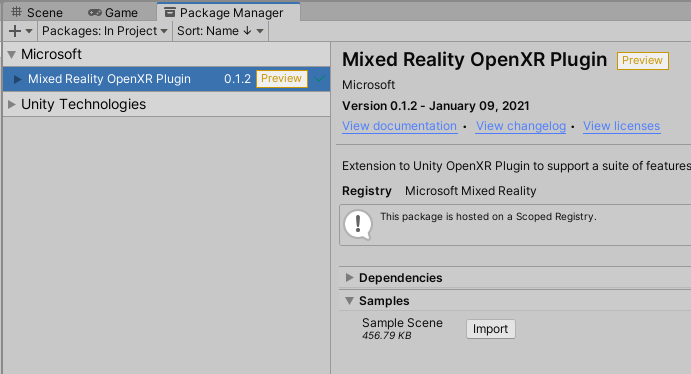 Scene Game Package Manager
Packages: In Project Sort: Name ↓
Microsoft
Mixed Reality OpenXR Plugin 0.1.2 Preview
Unity Technologies
Mixed Reality OpenXR Plugin Preview
Microsoft
Version 0.1.2 - January 09, 2021
View documentation • View changelog • View licenses
Extension to Unity OpenXR Plugin to support a suite of features
Registry Microsoft Mixed Reality
This package is hosted on a Scoped Registry.
Dependencies
Samples
Sample Scene Import
456.79 KB